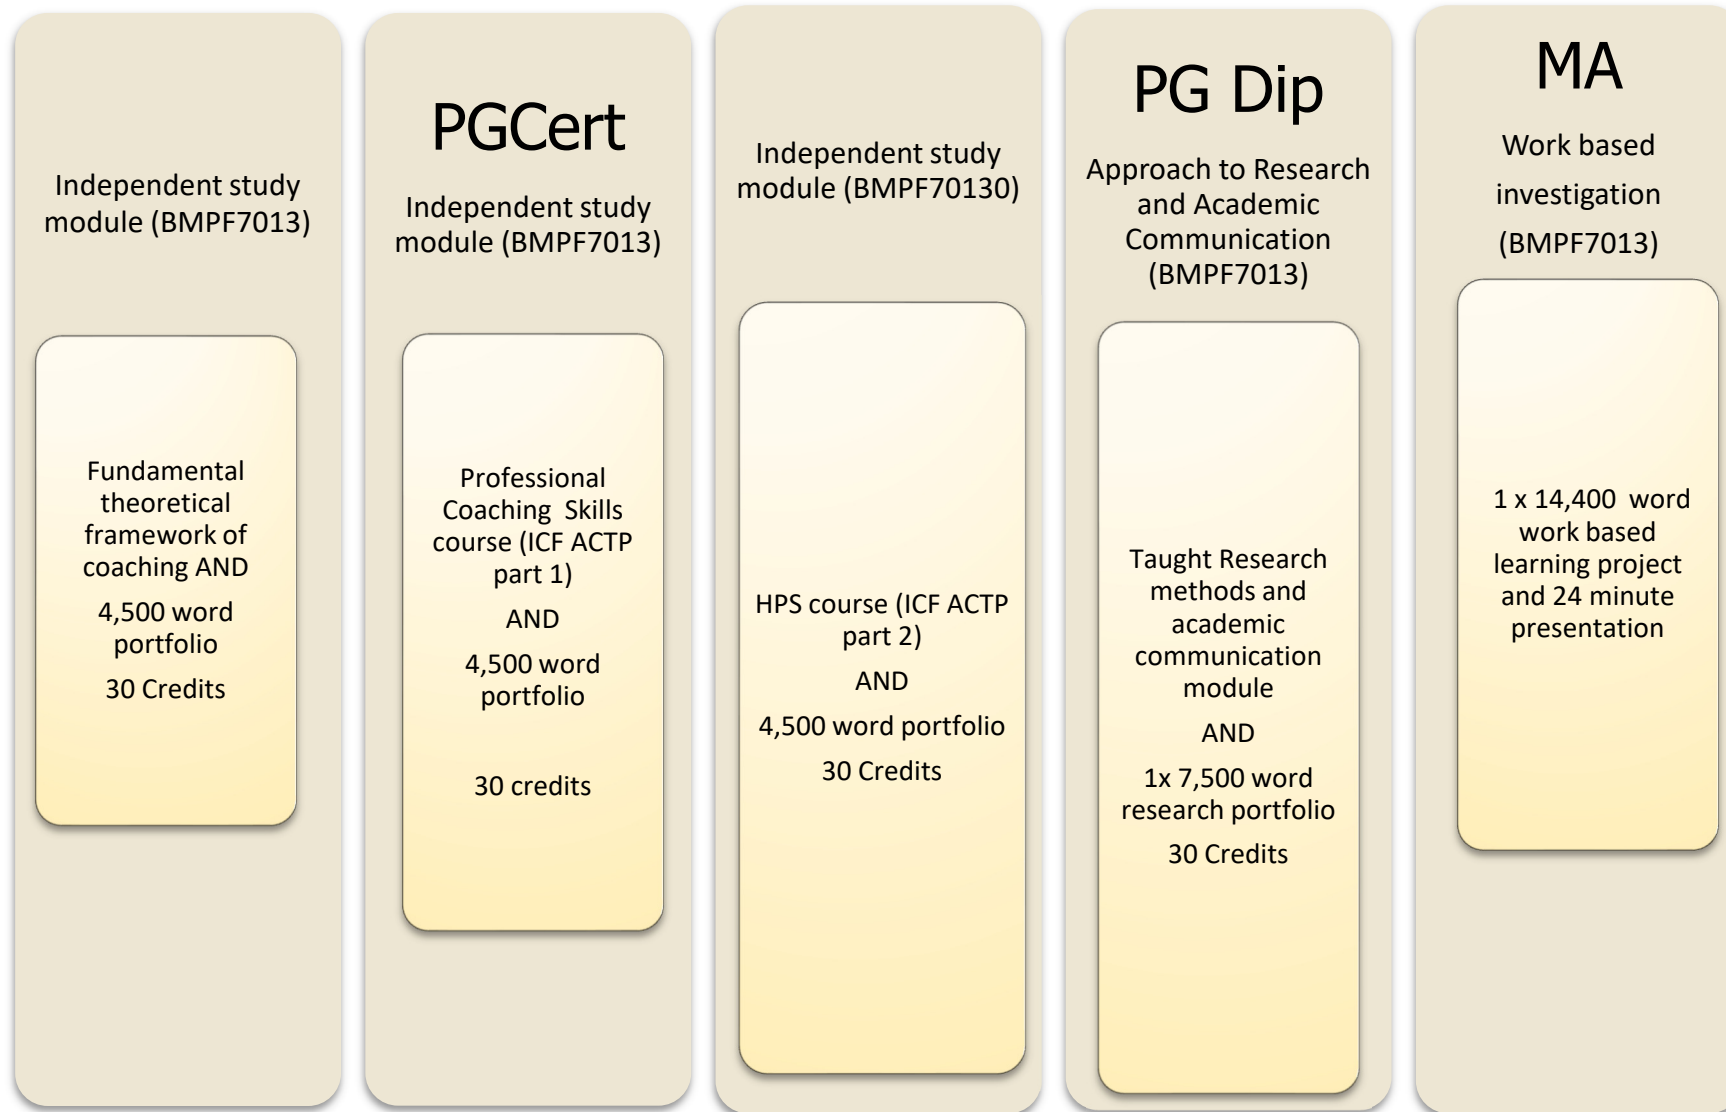 Independent study
module (BMPF7013)
Fundamental
theoretical
framework of
coaching AND
4,500 word
portfolio
30 Credits
PGCert
Independent study
module (BMPF7013)
Professional
Coaching  Skills
course (ICF ACTP
part 1)
AND
4,500 word
portfolio
30 credits
Independent study
module (BMPF70130)
HPS course (ICF ACTP
part 2)
AND
4,500 word portfolio
30 Credits
PG Dip
Approach to Research
and Academic
Communication
(BMPF7013)
Taught Research
methods and
academic
communication
module
AND
1x 7,500 word
research portfolio
30 Credits
MA
Work based
investigation
(BMPF7013)
1 x 14,400  word
work based
learning project
and 24 minute
presentation